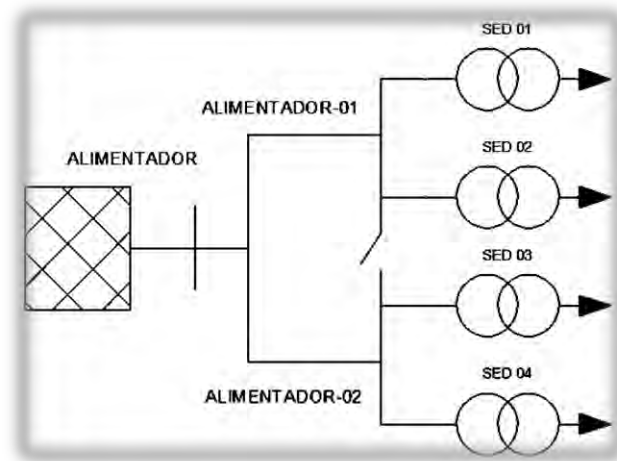 SED 01
ALIMENTADOR-01
ALIMENTADOR
SED 02
SED 03
SED 04
ALIMENTADOR-02